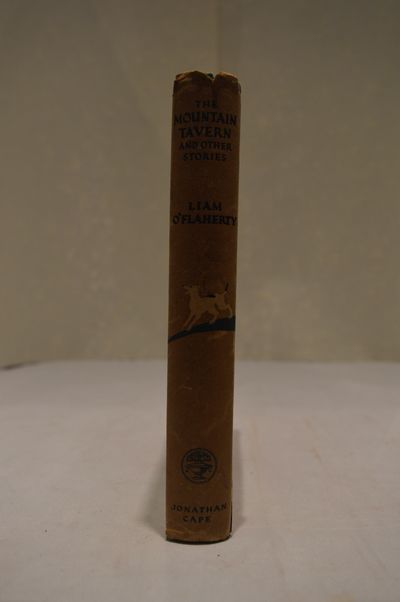 THE
MOUNTAIN
TAVERN
AND OTHER
STORIES
LIAM
O'FLAHERTY
JONATHAN
CAPE